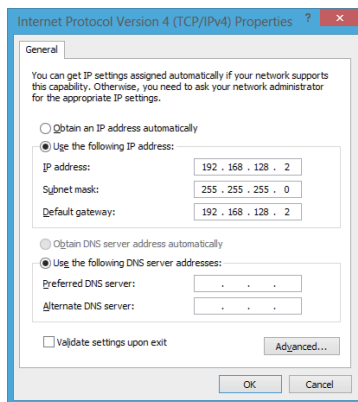 Internet Protocol Version 4 (TCP/IPv4) Properties ? ×
General
You can get IP settings assigned automatically if your network supports
this capability. Otherwise, you need to ask your network administrator
for the appropriate IP settings.
Obtain an IP address automatically
Use the following IP address:
IP address: 192 . 168 . 128 . 2
Subnet mask: 255 . 255 . 255 . 0
Default gateway: 192 . 168 . 128 . 2
Obtain DNS server address automatically
Use the following DNS server addresses:
Preferred DNS server: . . .
Alternate DNS server: . . .
Validate settings upon exit
Advanced...
OK Cancel